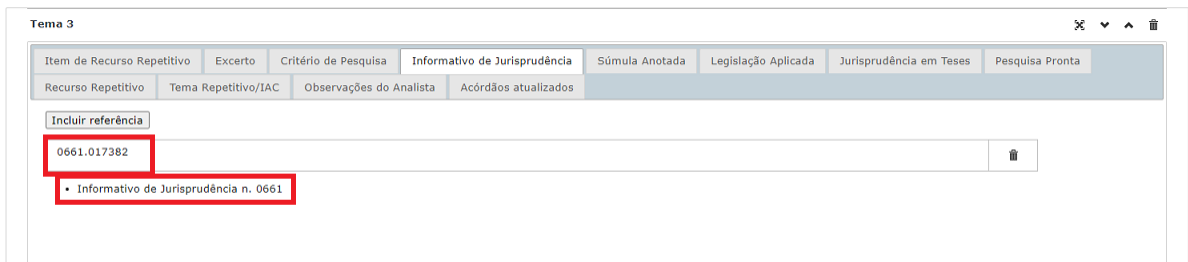 Tema 3
Item de Recurso Repetitivo Excerto Critério de Pesquisa Informativo de Jurisprudência Súmula Anotada Legislação Aplicada Jurisprudência em Teses Pesquisa Pronta
Recurso Repetitivo Tema Repetitivo/IAC Observações do Analista Acórdãos atualizados
Incluir referência
0661.017382
• Informativo de Jurisprudência n. 0661